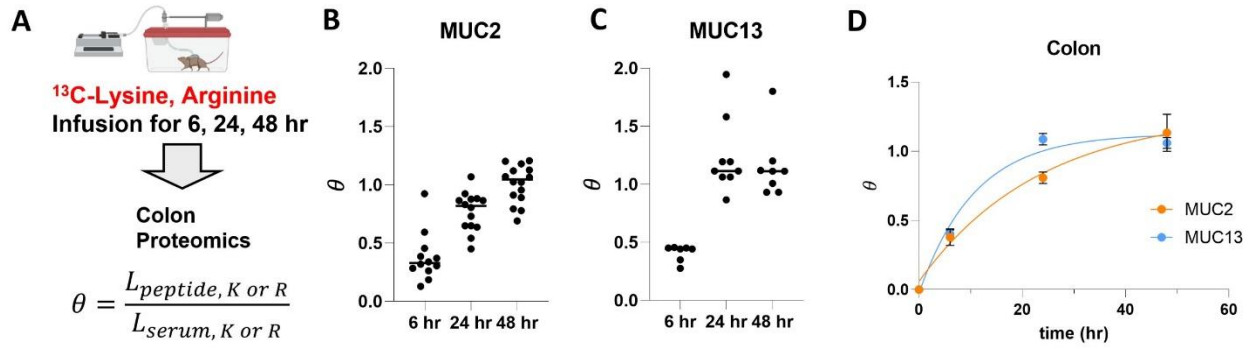 A
¹³C-Lysine, Arginine
Infusion for 6, 24, 48 hr
Colon
Proteomics
θ = L_peptide, K or R / L_serum, K or R
B
MUC2
2.0
1.5
1.0
0.5
0.0
θ
6 hr 24 hr 48 hr
C
MUC13
2.0
1.5
1.0
0.5
0.0
θ
6 hr 24 hr 48 hr
D
Colon
1.5
1.0
0.5
0.0
θ
0 20 40 60
time (hr)
MUC2
MUC13